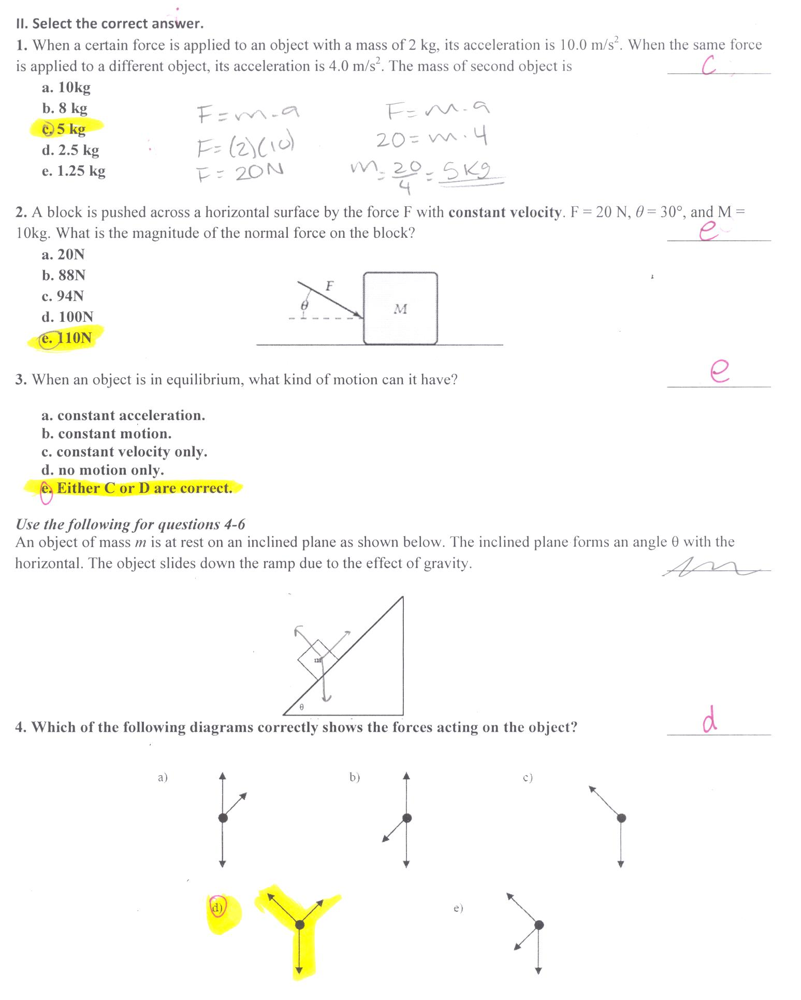 II. Select the correct answer.
1. When a certain force is applied to an object with a mass of 2 kg, its acceleration is 10.0 m/s². When the same force
is applied to a different object, its acceleration is 4.0 m/s². The mass of second object is
C
a. 10kg
b. 8 kg
c. 5 kg
d. 2.5 kg
e. 1.25 kg
F = m . a
F = (2)(10)
F = 20N
F = m . a
20 = m . 4
m = 20/4 = 5 Kg
2. A block is pushed across a horizontal surface by the force F with constant velocity. F = 20 N, θ = 30°, and M =
10kg. What is the magnitude of the normal force on the block?
e
a. 20N
b. 88N
c. 94N
d. 100N
e. 110N
F
θ
M
3. When an object is in equilibrium, what kind of motion can it have?
e
a. constant acceleration.
b. constant motion.
c. constant velocity only.
d. no motion only.
e. Either C or D are correct.
Use the following for questions 4-6
An object of mass m is at rest on an inclined plane as shown below. The inclined plane forms an angle θ with the
horizontal. The object slides down the ramp due to the effect of gravity.
m
θ
4. Which of the following diagrams correctly shows the forces acting on the object?
d
a)
b)
c)
d)
e)